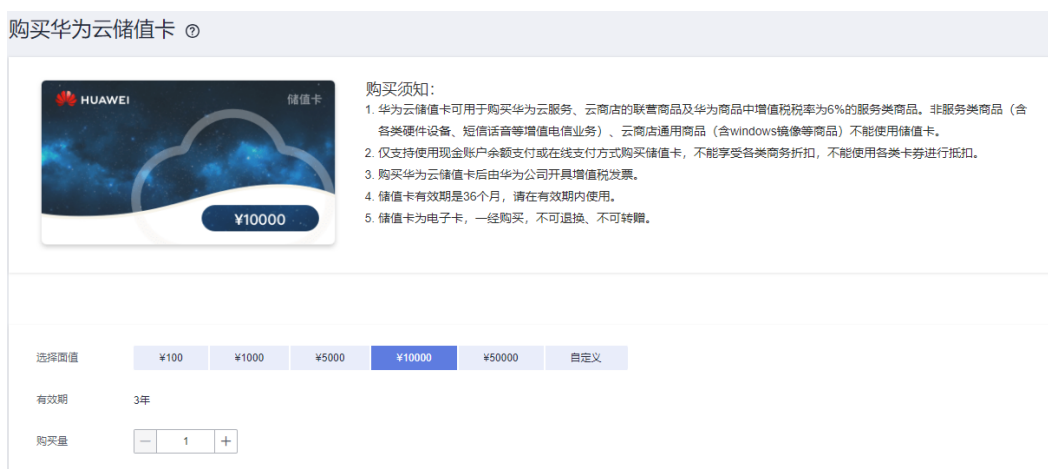 购买华为云储值卡 ?
HUAWEI
储值卡
¥10000
购买须知:
1. 华为云储值卡可用于购买华为云服务、云商店的联营商品及华为商品中增值税税率为6%的服务类商品。非服务类商品（含
各类硬件设备、短信话音等增值电信业务）、云商店通用商品（含windows镜像等商品）不能使用储值卡。
2. 仅支持使用现金账户余额支付或在线支付方式购买储值卡，不能享受各类商务折扣，不能使用各类卡券进行抵扣。
3. 购买华为云储值卡后由华为公司开具增值税发票。
4. 储值卡有效期是36个月，请在有效期内使用。
5. 储值卡为电子卡，一经购买，不可退换、不可转赠。
选择面值 ¥100 ¥1000 ¥5000 ¥10000 ¥50000 自定义
有效期 3年
购买量 — 1 +